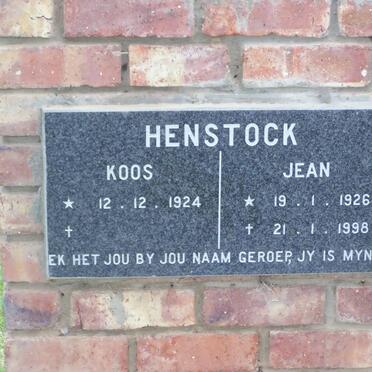 HENSTOCK
KOOS JEAN
★ 12.12.1924 ★ 19.1.1926
✝ ✝ 21.1.1998
EK HET JOU BY JOU NAAM GEROEP, JY IS MYN